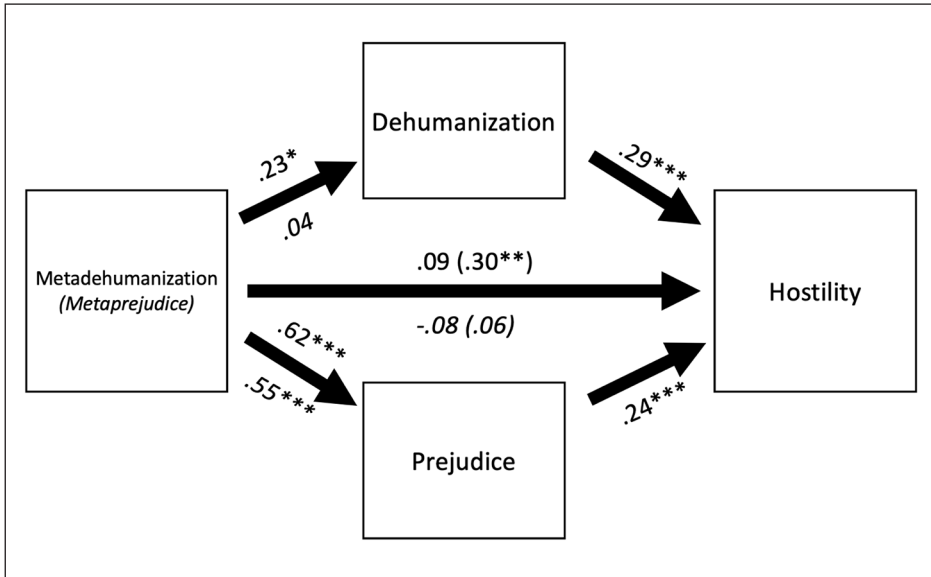 Dehumanization
.23*
.29***
.04
Metadehumanization
(Metaprejudice)
.09 (.30**)
Hostility
-.08 (.06)
.62***
.55***
.24***
Prejudice